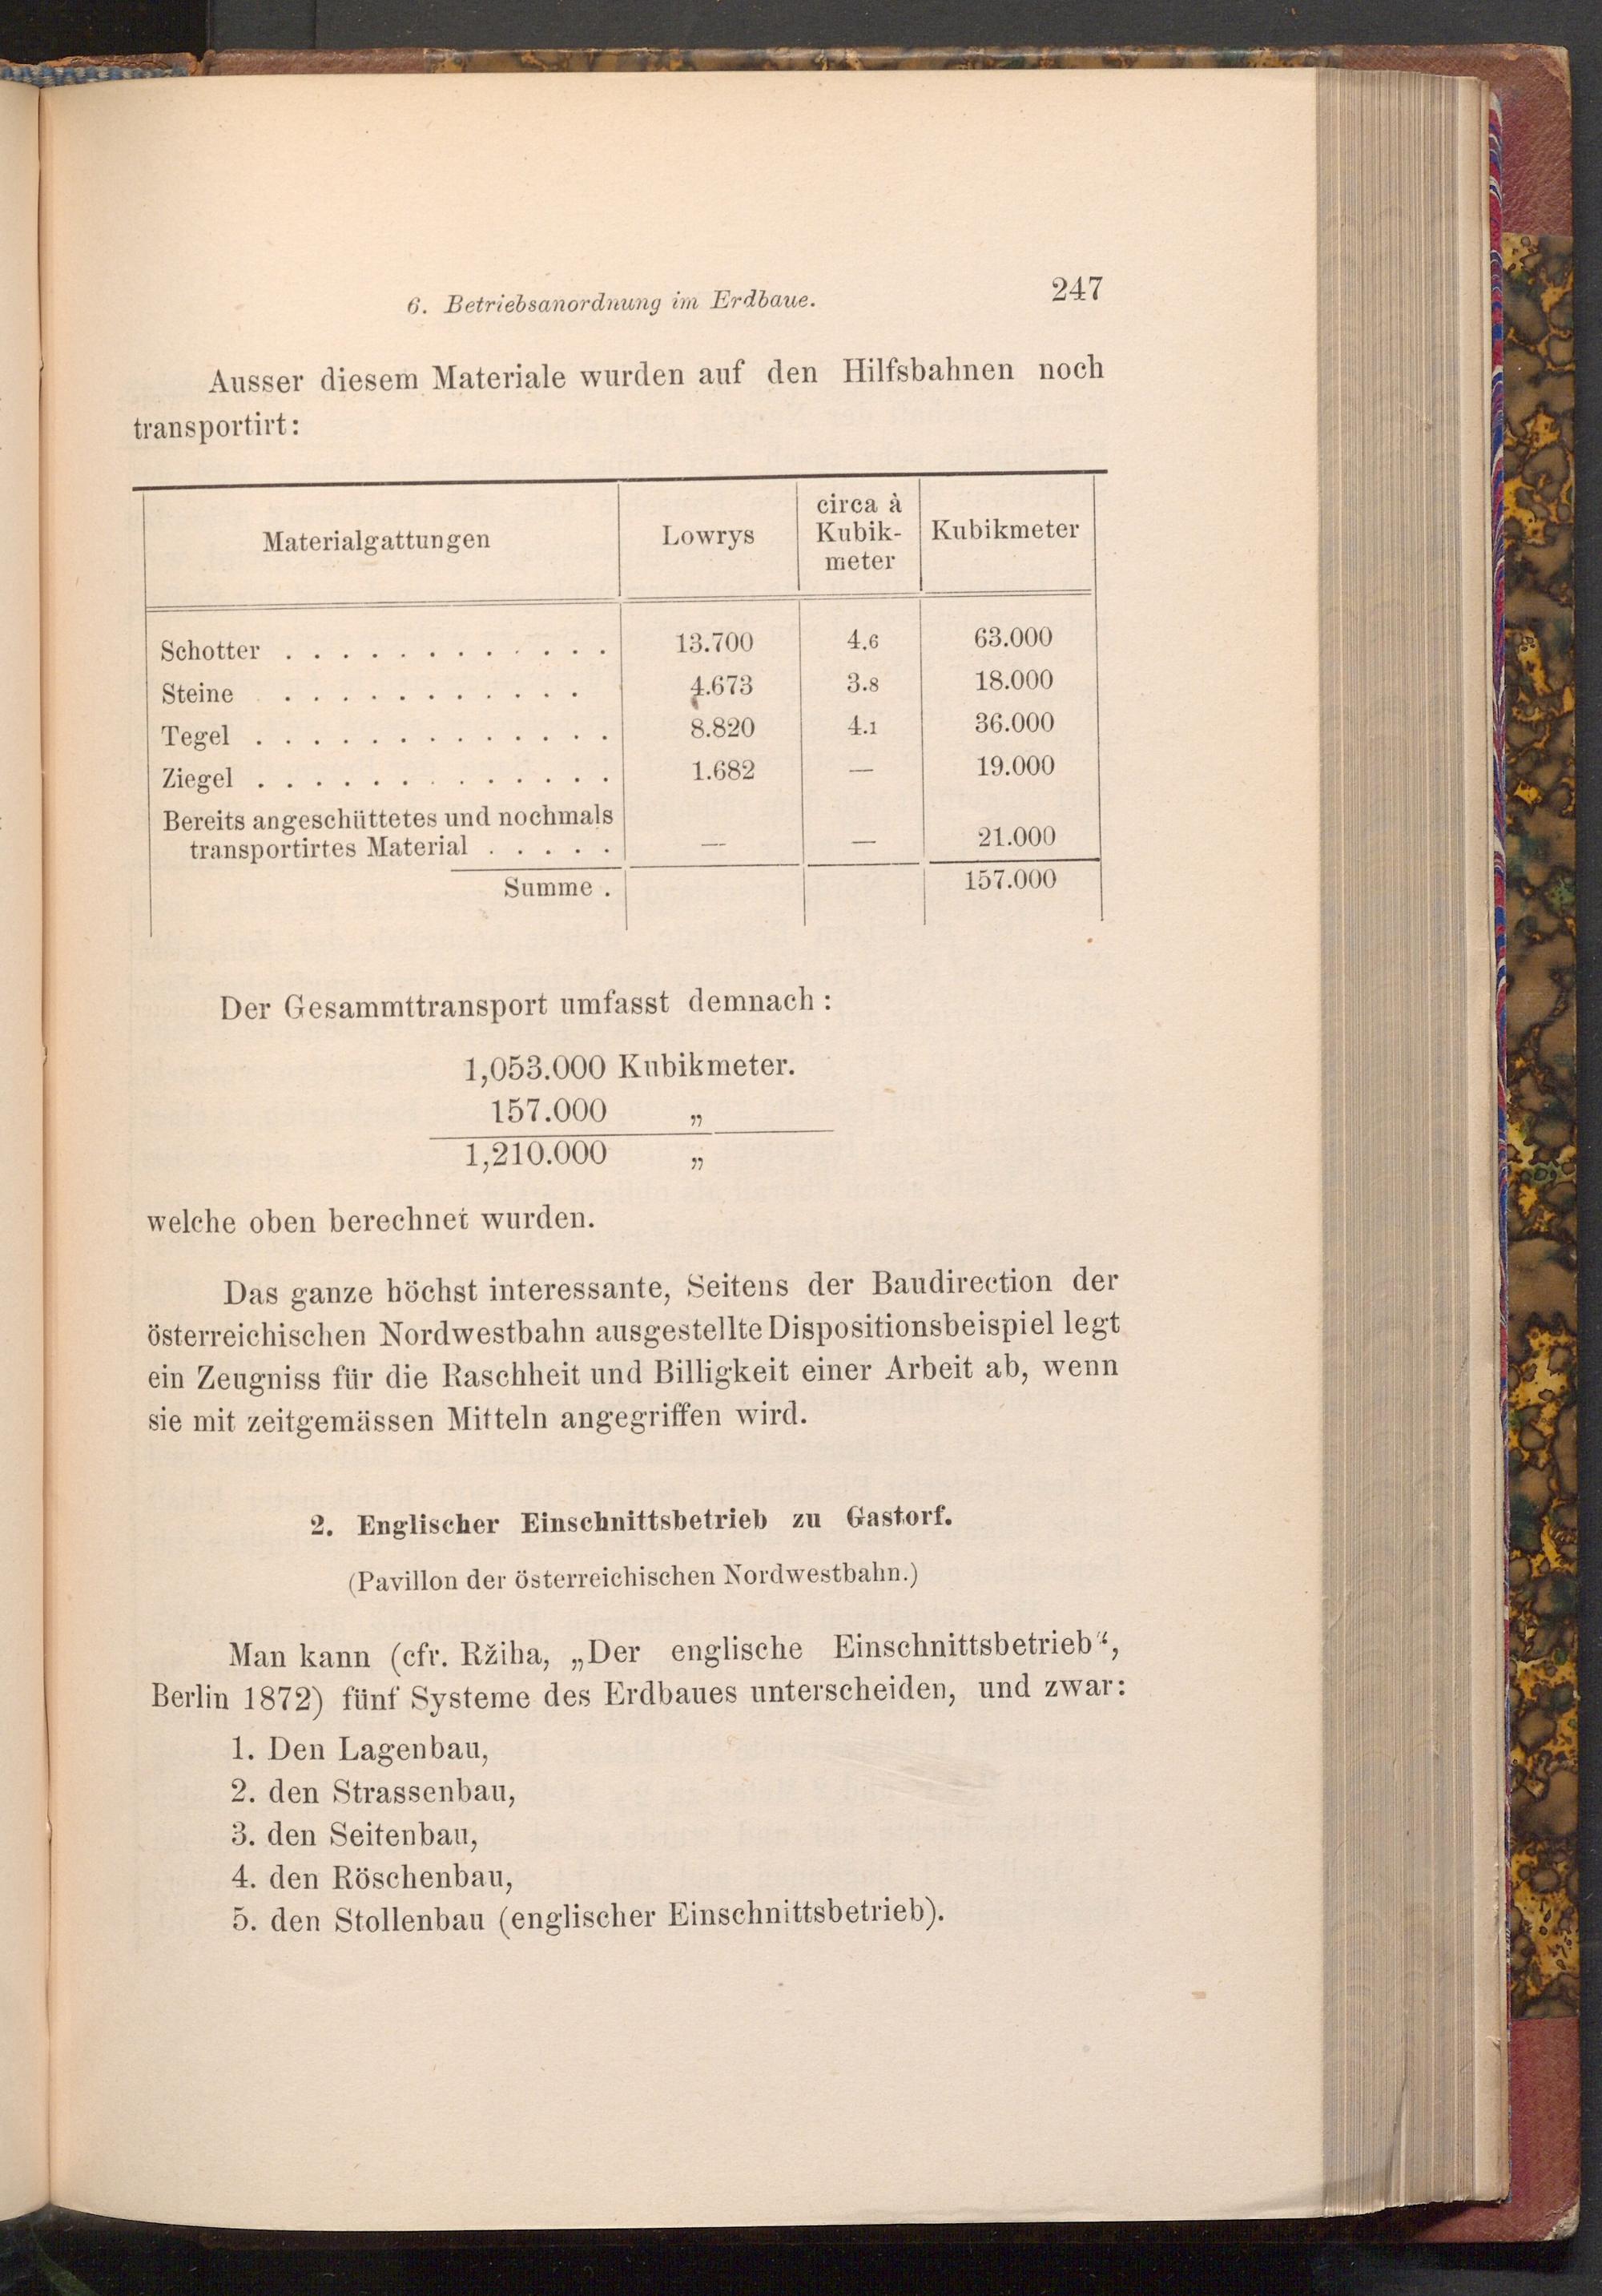 6. Betriebsanordnung im Erdbaue.
247
Ausser diesem Materiale wurden auf den Hilfsbahnen noch
transportirt:
Materialgattungen
Lowrys
circa à
Kubik-
meter
Kubikmeter
Schotter . . . . . . . . . . . . 13.700 4.6 63.000
Steine . . . . . . . . . . . 4.673 3.8 18.000
Tegel . . . . . . . . . . . . . 8.820 4.1 36.000
Ziegel . . . . . . . . . . . . . 1.682 — 19.000
Bereits angeschüttetes und nochmals
transportirtes Material . . . . . — — 21.000
Summe . 157.000
Der Gesammttransport umfasst demnach :
1,053.000 Kubikmeter.
157.000 „
1,210.000 „
welche oben berechnet wurden.
Das ganze höchst interessante, Seitens der Baudirection der
österreichischen Nordwestbahn ausgestellte Dispositionsbeispiel legt
ein Zeugniss für die Raschheit und Billigkeit einer Arbeit ab, wenn
sie mit zeitgemässen Mitteln angegriffen wird.
2. Englischer Einschnittsbetrieb zu Gastorf.
(Pavillon der österreichischen Nordwestbahn.)
Man kann (cfr. Ržiha, „Der englische Einschnittsbetrieb“,
Berlin 1872) fünf Systeme des Erdbaues unterscheiden, und zwar:
1. Den Lagenbau,
2. den Strassenbau,
3. den Seitenbau,
4. den Röschenbau,
5. den Stollenbau (englischer Einschnittsbetrieb).